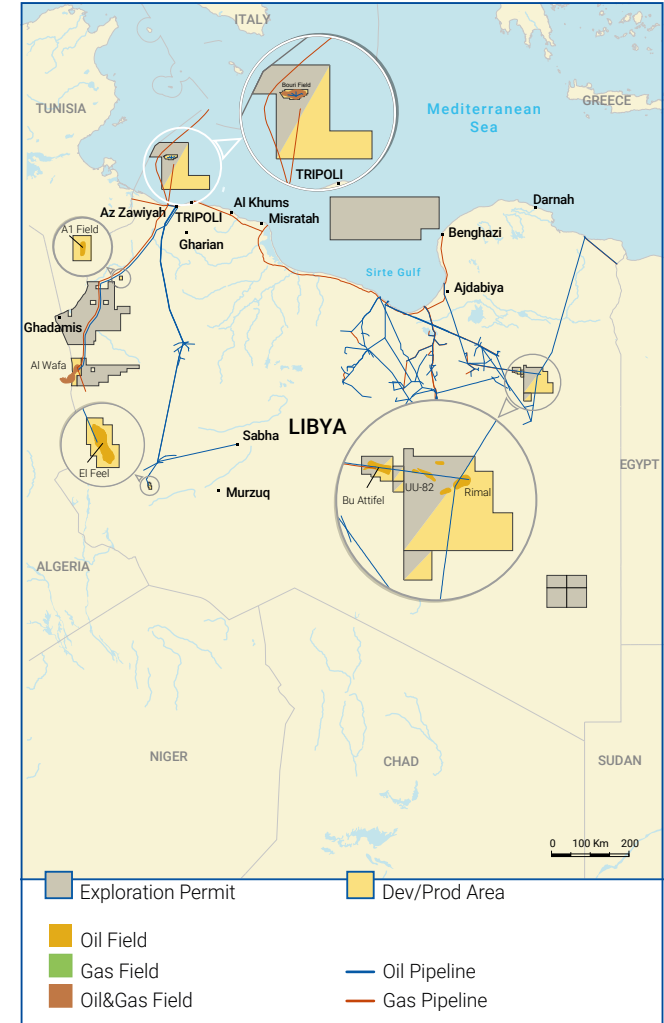 ITALY
TUNISIA
Bouri Field
Mediterranean
Sea
GREECE
TRIPOLI
Az Zawiyah
TRIPOLI
Al Khums
Misratah
Darnah
A1 Field
Gharian
Benghazi
Sirte Gulf
Ajdabiya
Ghadamis
Al Wafa
LIBYA
Sabha
El Feel
EGYPT
Murzuq
Bu Attifel
UU-82
Rimal
ALGERIA
NIGER
CHAD
SUDAN
0 100 Km 200
Exploration Permit
Dev/Prod Area
Oil Field
Gas Field
Oil Pipeline
Oil&Gas Field
Gas Pipeline